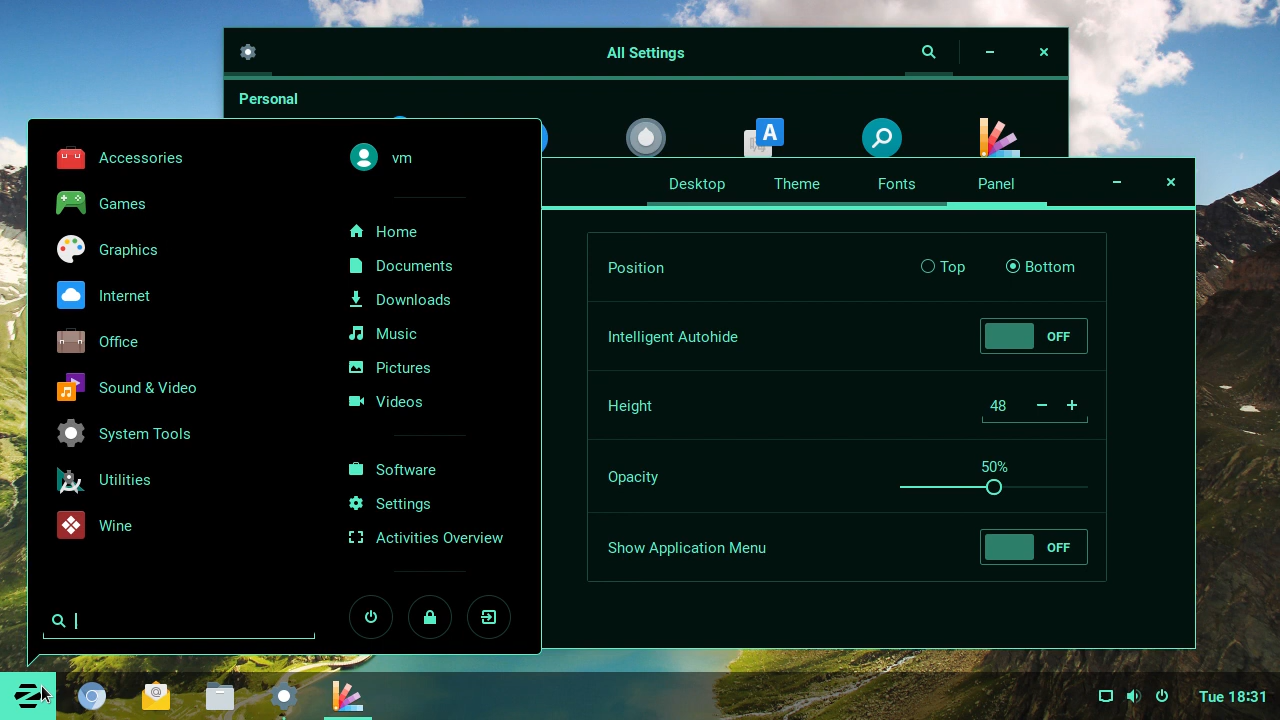 All Settings
Personal
A
Accessories
Games
Graphics
Internet
Office
Sound & Video
System Tools
Utilities
Wine
vm
Home
Documents
Downloads
Music
Pictures
Videos
Software
Settings
Activities Overview
Desktop Theme Fonts Panel
Position Top Bottom
Intelligent Autohide OFF
Height 48
50%
Opacity
Show Application Menu OFF
@
Tue 18:31